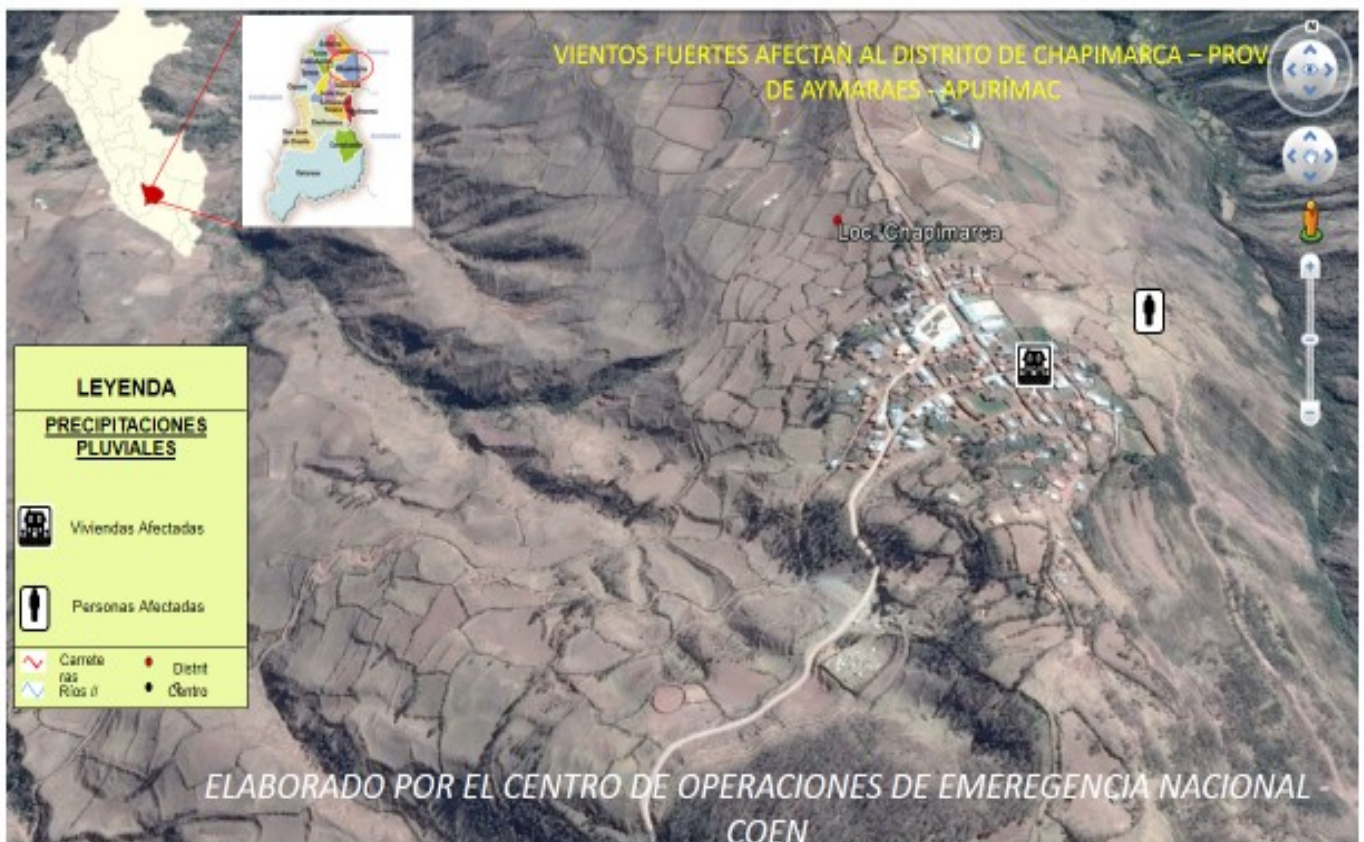 VIENTOS FUERTES AFECTAN AL DISTRITO DE CHAPIMARCA – PROV.
DE AYMARAES - APURÍMAC
N
Loc. Chapimarca
LEYENDA
PRECIPITACIONES
PLUVIALES
Viviendas Afectadas
Personas Afectadas
Carrete
ras
Distrit
Ríos //
Centro
ELABORADO POR EL CENTRO DE OPERACIONES DE EMEREGENCIA NACIONAL
COEN